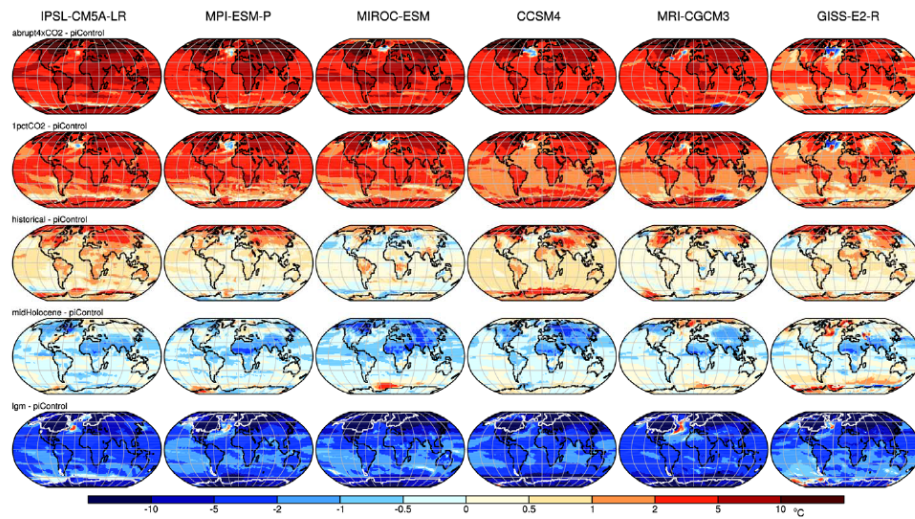 IPSL-CM5A-LR MPI-ESM-P MIROC-ESM CCSM4 MRI-CGCM3 GISS-E2-R
abrupt4xCO2 - piControl
1pctCO2 - piControl
historical - piControl
midHolocene - piControl
lgm - piControl
-10 -5 -2 -1 -0.5 0 0.5 1 2 5 10 °C